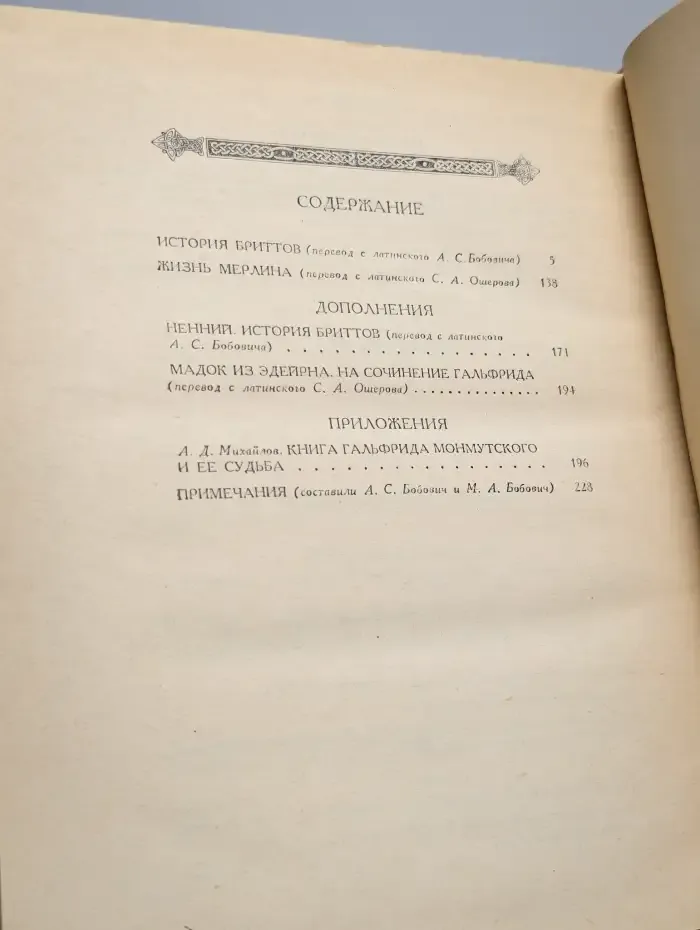 СОДЕРЖАНИЕ
ИСТОРИЯ БРИТТОВ (перевод с латинского А. С. Бобовича) 5
ЖИЗНЬ МЕРЛИНА (перевод с латинского С. А. Ошерова) 138
ДОПОЛНЕНИЯ
НЕННИЙ. ИСТОРИЯ БРИТТОВ (перевод с латинского
А. С. Бобовича) . . . . . . . . . . . . . . . . . 171
МАДОК ИЗ ЭДЕЙРНА. НА СОЧИНЕНИЕ ГАЛЬФРИДА
(перевод с латинского С. А. Ошерова) . . . . . . . . . . . . . . . 194
ПРИЛОЖЕНИЯ
А. Д. Михайлов. КНИГА ГАЛЬФРИДА МОНМУТСКОГО
И ЕЕ СУДЬБА . . . . . . . . . . . . . . . . 196
ПРИМЕЧАНИЯ (составили А. С. Бобович и М. А. Бобович) 228